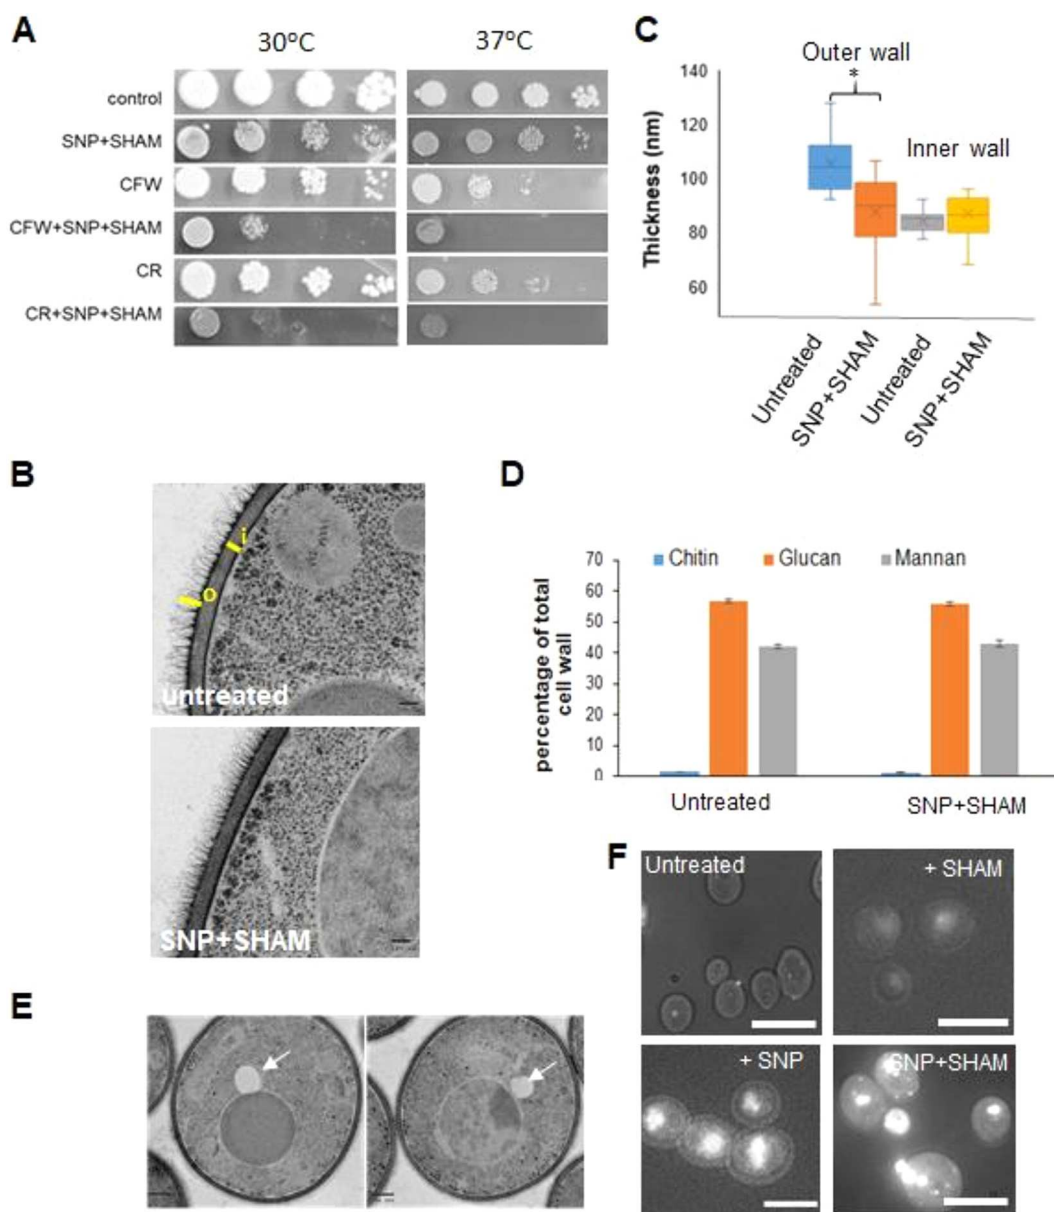 A
30°C
37°C
control
SNP+SHAM
CFW
CFW+SNP+SHAM
CR
CR+SNP+SHAM
C
Outer wall
*
Inner wall
Thickness (nm)
140
120
100
80
60
Untreated
SNP+SHAM
Untreated
SNP+SHAM
B
i
o
untreated
SNP+SHAM
D
Chitin
Glucan
Mannan
percentage of total
cell wall
70
60
50
40
30
20
10
0
Untreated
SNP+SHAM
E
F
Untreated
+ SHAM
+ SNP
SNP+SHAM